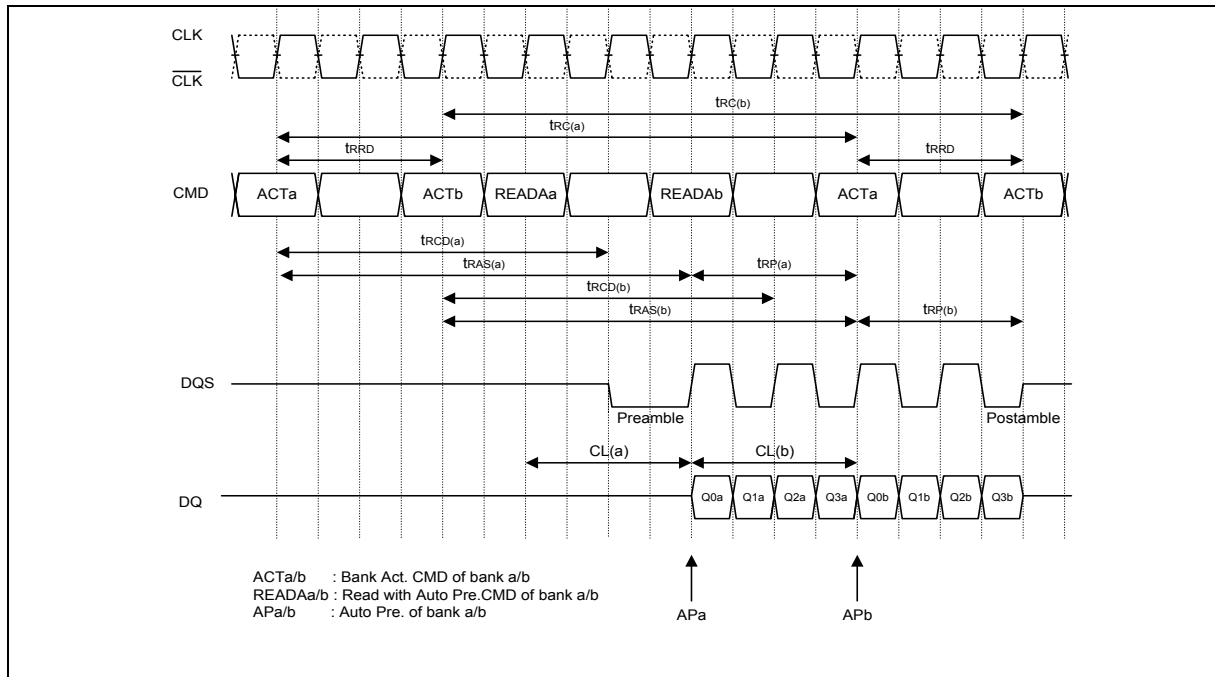 CLK
CLK
tRC(b)
tRC(a)
tRRD tRRD
CMD ACTa ACTb READAa READAb ACTa ACTb
tRCD(a)
tRAS(a) tRP(a)
tRCD(b)
tRAS(b) tRP(b)
DQS
Preamble Postamble
CL(a) CL(b)
DQ Q0a Q1a Q2a Q3a Q0b Q1b Q2b Q3b
ACTa/b : Bank Act. CMD of bank a/b
READAa/b : Read with Auto Pre.CMD of bank a/b
APa/b : Auto Pre. of bank a/b
APa APb